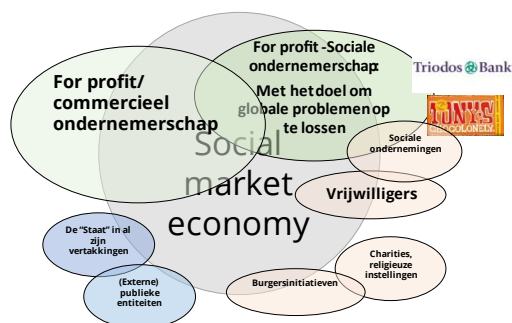 For profit -Sociale
ondernemerschap:
Met het doel om
globale problemen op
te lossen
For profit/
commercieel
ondernemerschap
Triodos Bank
TONY'S
CHOCOLONELY
Sociale
ondernemingen
Social
market
economy
Vrijwilligers
De "Staat" in al
zijn
vertakkingen
(Externe)
publieke
entiteiten
Burgersinitiatieven
Charities,
religieuze
instellingen